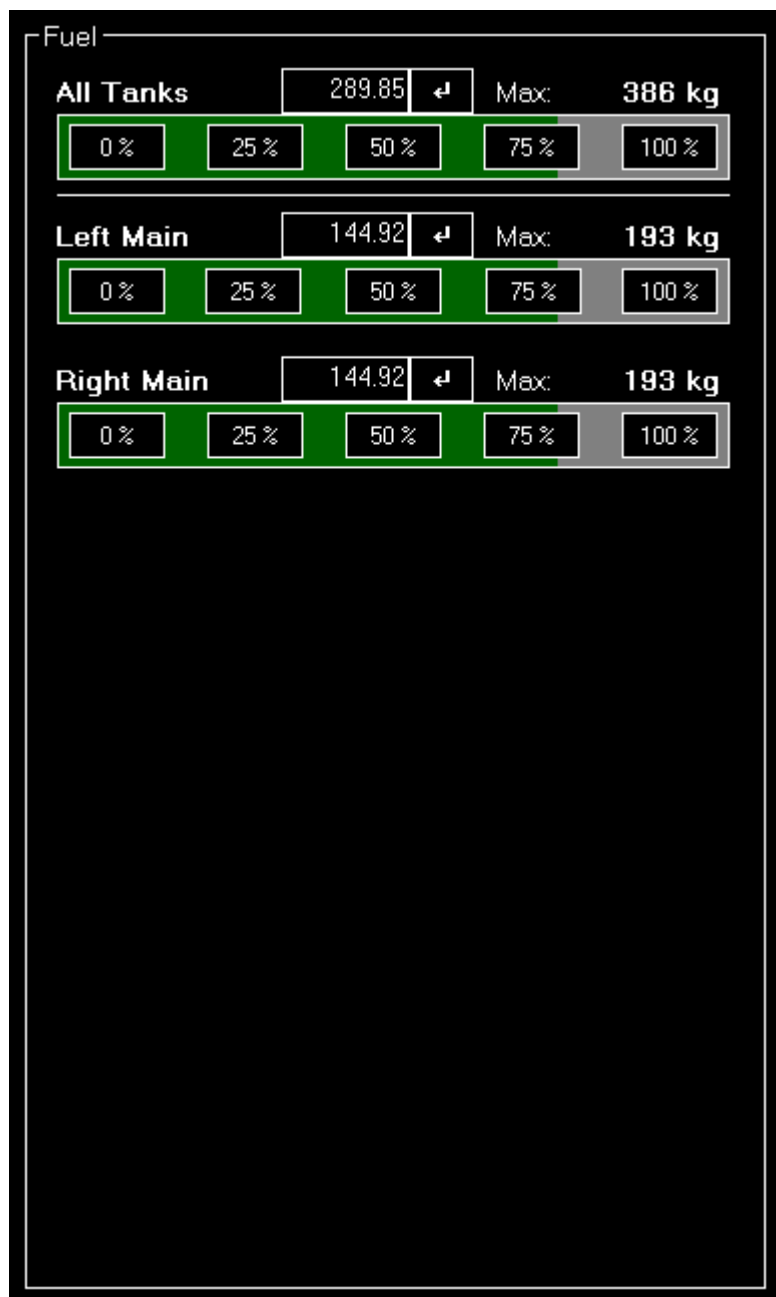 Fuel
All Tanks 289.85 ↵ Max: 386 kg
0 % 25 % 50 % 75 % 100 %
Left Main 144.92 ↵ Max: 193 kg
0 % 25 % 50 % 75 % 100 %
Right Main 144.92 ↵ Max: 193 kg
0 % 25 % 50 % 75 % 100 %